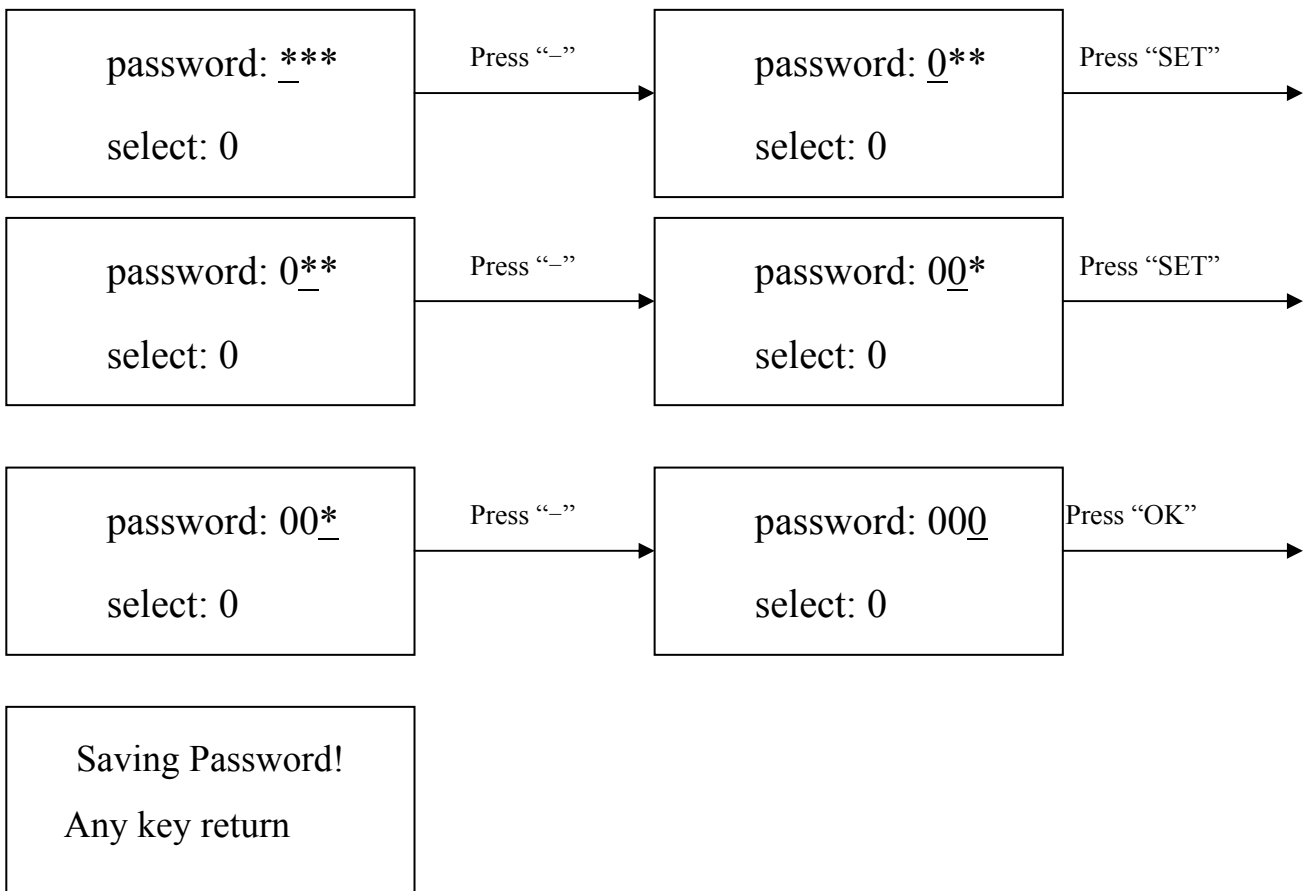 password: *** Press “–” password: 0** Press “SET”
select: 0 select: 0
password: 0** Press “–” password: 00* Press “SET”
select: 0 select: 0
password: 00* Press “–” password: 000 Press “OK”
select: 0 select: 0
Saving Password!
Any key return